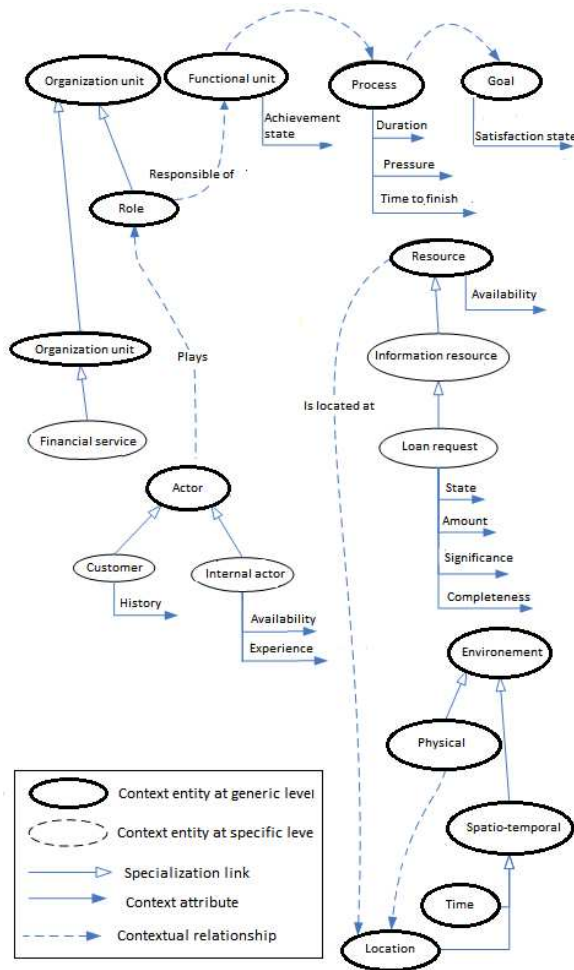 Organization unit
Functional unit
Process
Goal
Achievement
state
Duration
Satisfaction state
Pressure
Responsible of
Time to finish
Role
Resource
Availability
Organization unit
Information resource
Plays
Is located at
Financial service
Loan request
Actor
State
Amount
Customer
Internal actor
Significance
History
Completeness
Availability
Experience
Environement
Physical
Context entity at generic level
Context entity at specific leve
Spatio-temporal
Specialization link
Context attribute
Time
Contextual relationship
Location